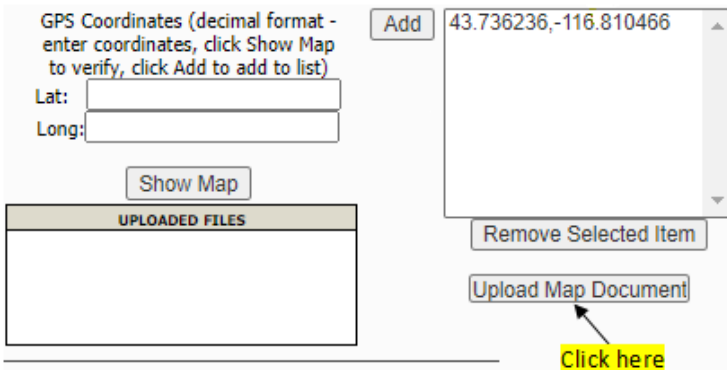 GPS Coordinates (decimal format -
enter coordinates, click Show Map
to verify, click Add to add to list)
Add
43.736236,-116.810466
Lat:
Long:
Show Map
UPLOADED FILES
Remove Selected Item
Upload Map Document
Click here